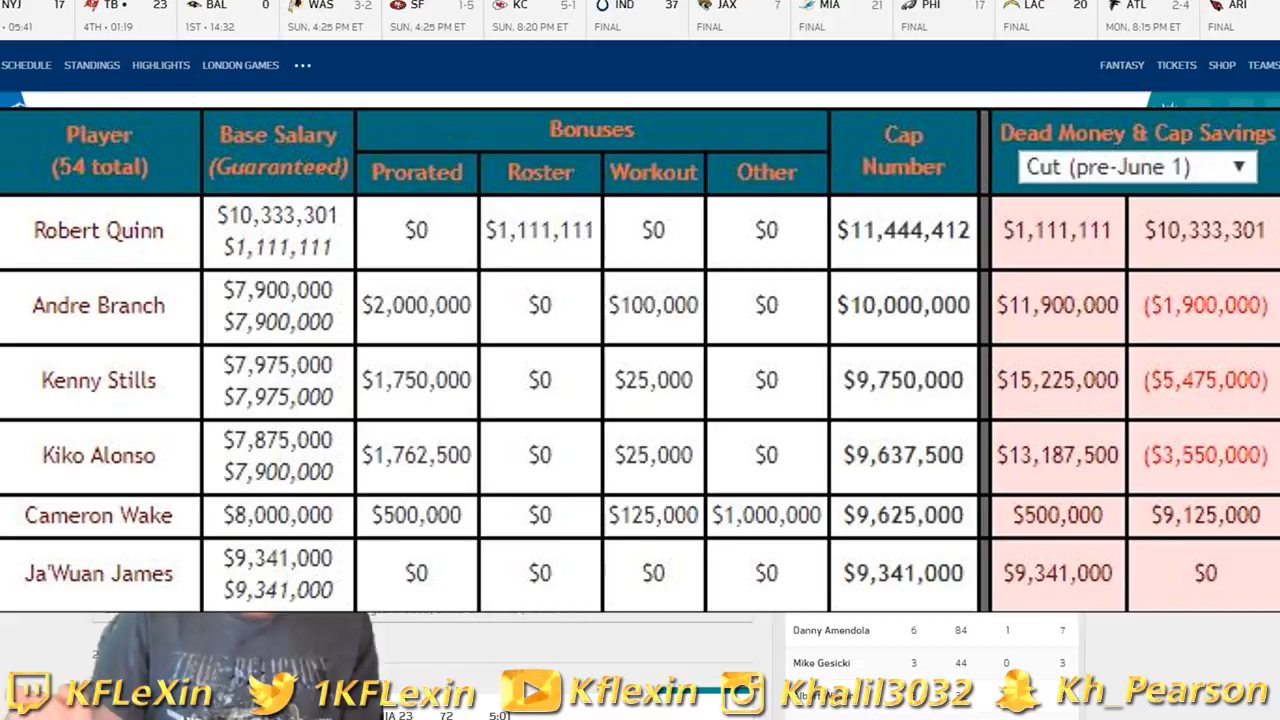 NYJ 17 TB • 23 BAL 0 WAS 3-2 SF 1-5 KC 5-1 IND 37 JAX 7 MIA 21 PHI 17 LAC 20 ATL 2-4 ARI
• 05:41 4TH • 01:19 1ST • 14:32 SUN, 4:25 PM ET SUN, 4:25 PM ET SUN, 8:20 PM ET FINAL FINAL FINAL FINAL FINAL MON, 8:15 PM ET FINAL
SCHEDULE STANDINGS HIGHLIGHTS LONDON GAMES ••• FANTASY TICKETS SHOP TEAMS
Player Base Salary Bonuses Cap Dead Money & Cap Savings
(54 total) (Guaranteed) Prorated Roster Workout Other Number Cut (pre-June 1) ▼
Robert Quinn $10,333,301 $0 $1,111,111 $0 $0 $11,444,412 $1,111,111 $10,333,301
$1,111,111
Andre Branch $7,900,000 $2,000,000 $0 $100,000 $0 $10,000,000 $11,900,000 ($1,900,000)
$7,900,000
Kenny Stills $7,975,000 $1,750,000 $0 $25,000 $0 $9,750,000 $15,225,000 ($5,475,000)
$7,975,000
Kiko Alonso $7,875,000 $1,762,500 $0 $25,000 $0 $9,637,500 $13,187,500 ($3,550,000)
$7,900,000
Cameron Wake $8,000,000 $500,000 $0 $125,000 $1,000,000 $9,625,000 $500,000 $9,125,000
Ja'Wuan James $9,341,000 $0 $0 $0 $0 $9,341,000 $9,341,000 $0
$9,341,000
Danny Amendola 6 84 1 7
Mike Gesicki 3 44 0 3
KFLeXin 1KFLexin Kflexin Khalil3032 Kh_Pearson
IA 23 72 5:01